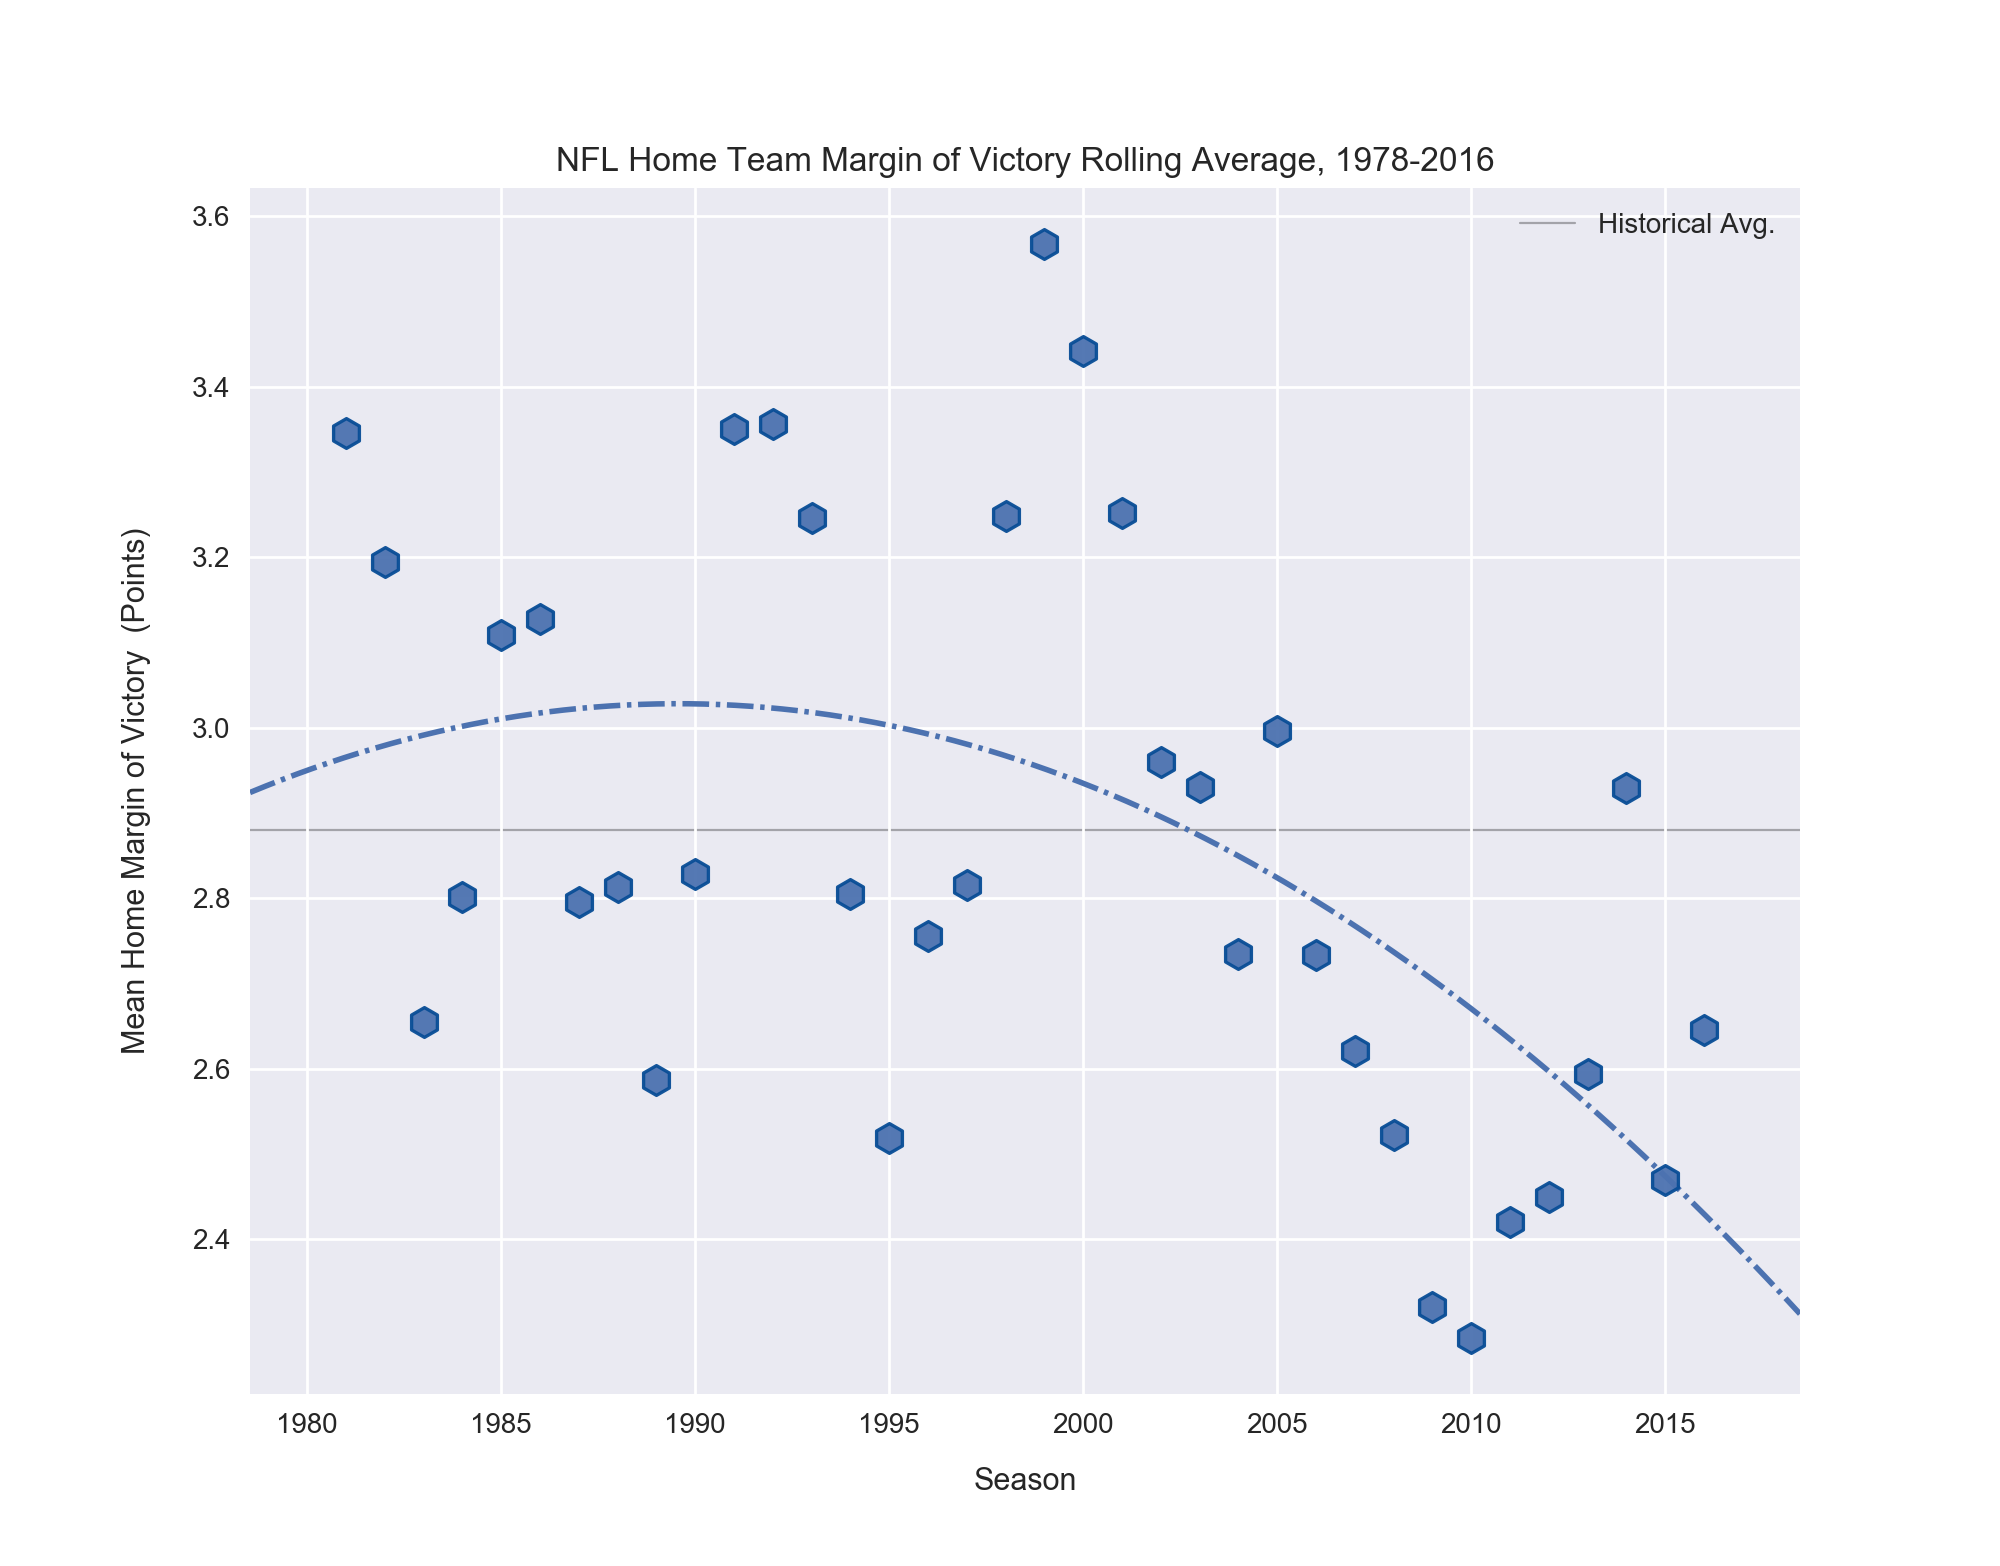 NFL Home Team Margin of Victory Rolling Average, 1978-2016
Historical Avg.
3.6
3.4
3.2
3.0
2.8
2.6
2.4
Mean Home Margin of Victory  (Points)
1980 1985 1990 1995 2000 2005 2010 2015
Season